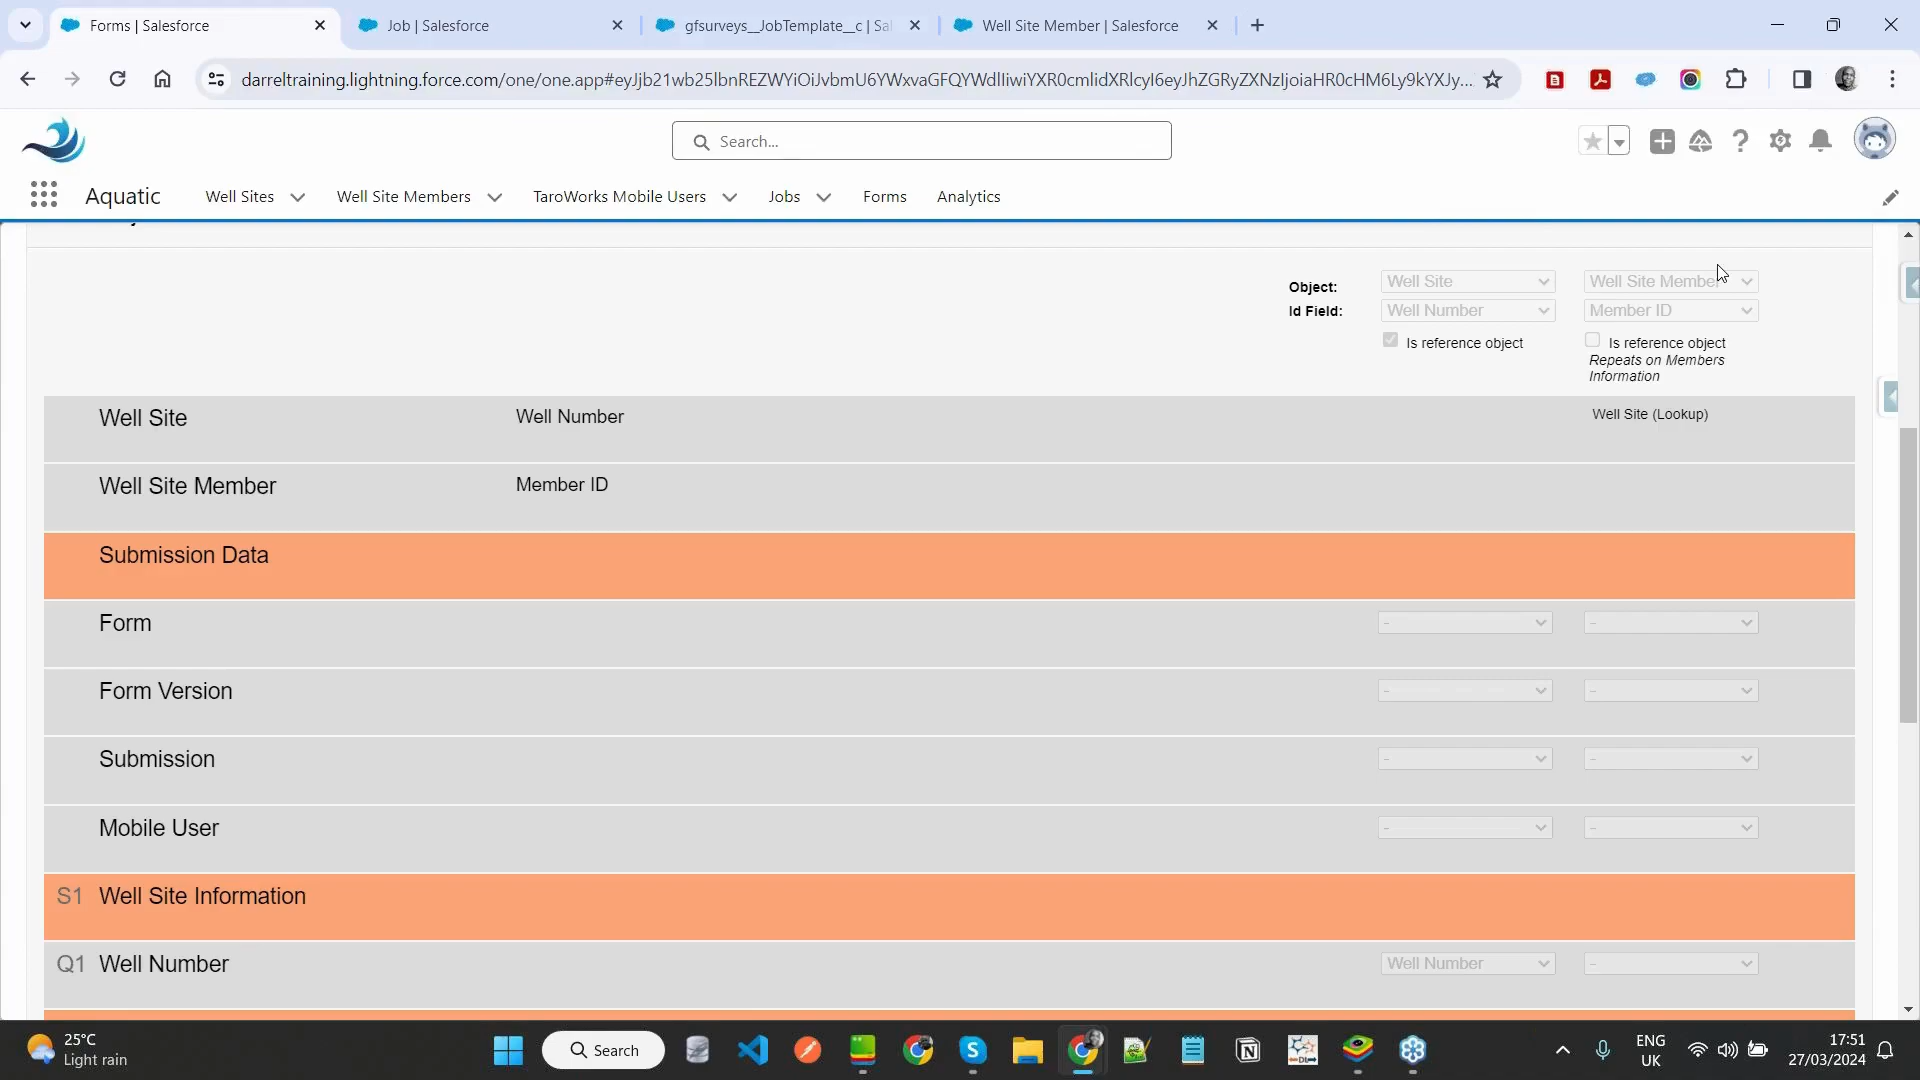 Forms | Salesforce
Job | Salesforce
gfsurveys__JobTemplate__c | Sal
Well Site Member | Salesforce
darreltraining.lightning.force.com/one/one.app#eyJjb21wb25lbnREZWYiOiJvbmU6YWxvaGFQYWdlIiwiYXR0cmlidXRlcyI6eyJhZGRyZXNzIjoiaHR0cHM6Ly9kYXJy...
Search...
Aquatic
Well Sites
Well Site Members
TaroWorks Mobile Users
Jobs
Forms
Analytics
Object:
Well Site
Well Site Member
Id Field:
Well Number
Member ID
Is reference object
Is reference object
Repeats on Members
Information
Well Site
Well Number
Well Site (Lookup)
Well Site Member
Member ID
Submission Data
Form
Form Version
Submission
Mobile User
S1 Well Site Information
Q1 Well Number
Well Number
25°C
Light rain
Search
ENG
UK
17:51
27/03/2024